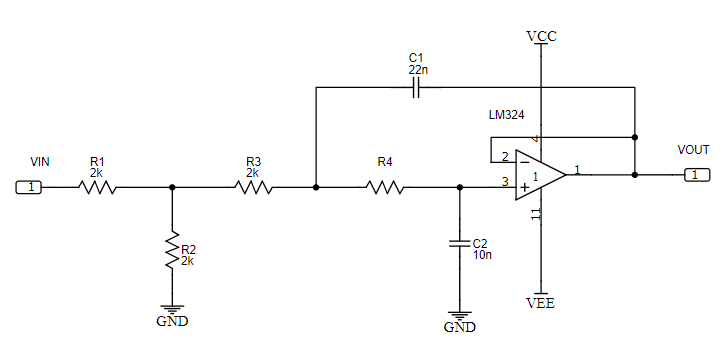 VCC
C1
22n
LM324
4
VIN
R1
2k
R3
2k
R4
2
1
1
VOUT
1
1
3
11
R2
2k
C2
10n
VEE
GND
GND